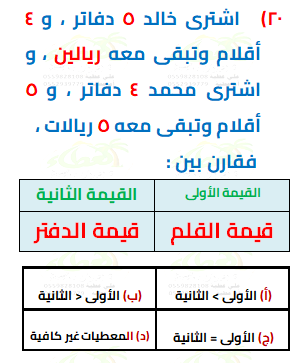 ٢٠) اشترى خالد ٥ دفاتر ، و ٤
أقلام وتبقى معه ريالين ، و
اشترى محمد ٤ دفاتر ، و ٥
أقلام وتبقى معه ٥ ريالات ،
فقارن بين :
القيمة الأولى القيمة الثانية
قيمة القلم قيمة الدفتر
(أ) الأولى > الثانية (ب) الأولى < الثانية
(ج) الأولى = الثانية (د) المعطيات غير كافية